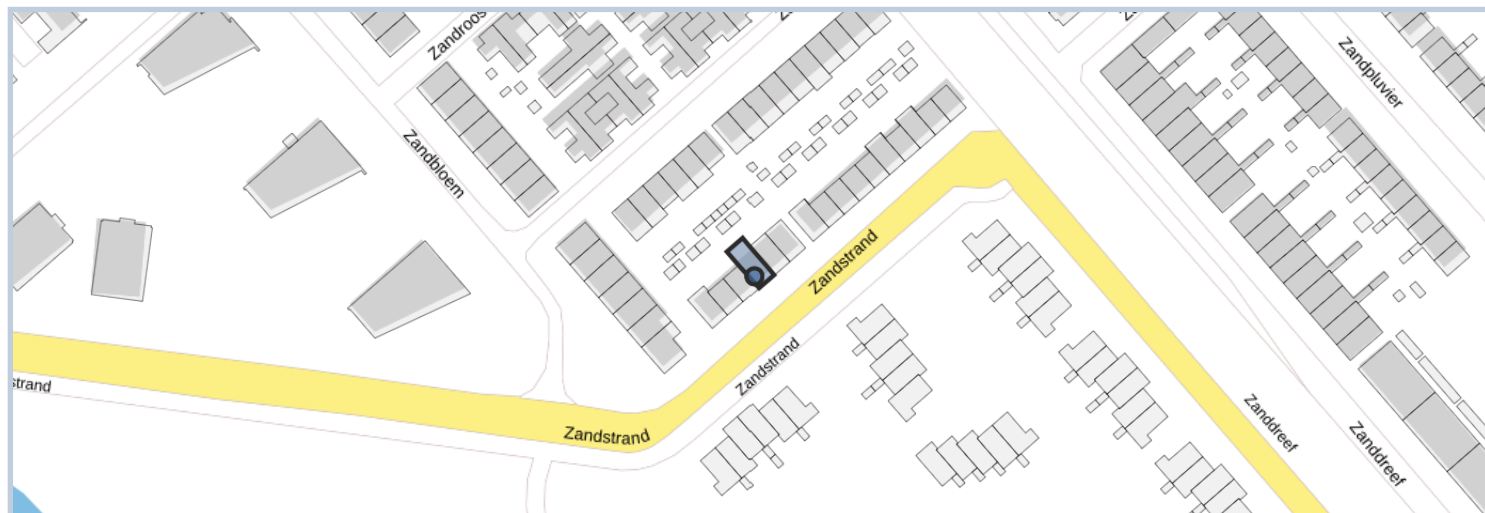 Zandroos
Zandpluvier
Zandbloem
Zandstrand
Zandstrand
strand
Zandstrand
Zanddreef
Zanddreef